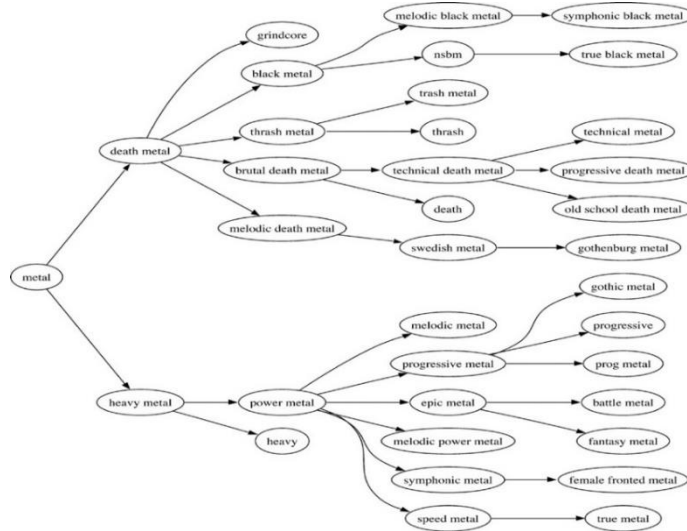 melodic black metal
symphonic black metal
grindcore
nsbm
true black metal
black metal
trash metal
thrash metal
thrash
technical metal
death metal
brutal death metal
technical death metal
progressive death metal
death
old school death metal
melodic death metal
swedish metal
gothenburg metal
metal
gothic metal
melodic metal
progressive
progressive metal
prog metal
heavy metal
power metal
epic metal
battle metal
heavy
melodic power metal
fantasy metal
symphonic metal
female fronted metal
speed metal
true metal